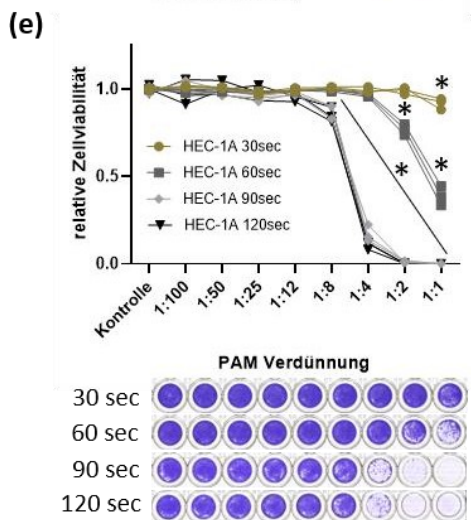 (e)
relative Zellviabilität
1.0
0.5
0.0
*
*
*
*
HEC-1A 30sec
HEC-1A 60sec
HEC-1A 90sec
HEC-1A 120sec
Kontrolle
1:100
1:50
1:25
1:12
1:8
1:4
1:2
1:1
PAM Verdünnung
30 sec
60 sec
90 sec
120 sec